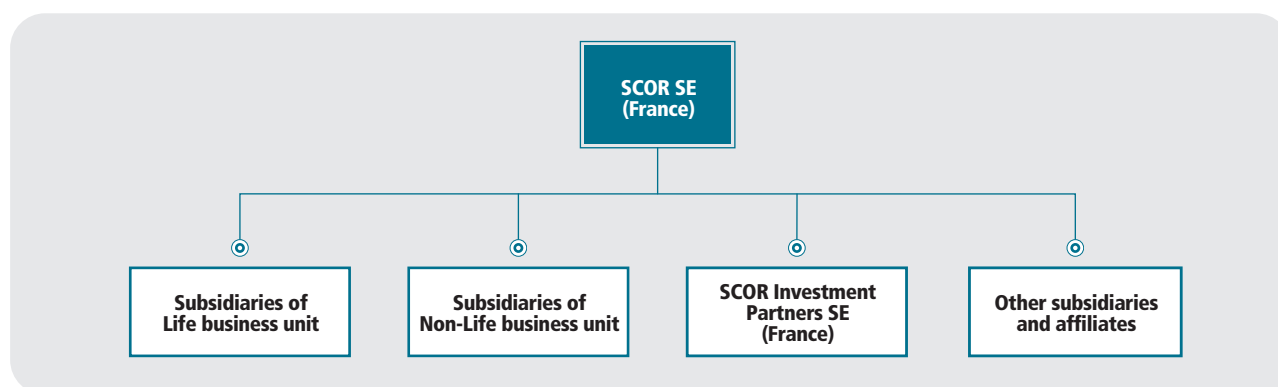 SCOR SE
(France)
Subsidiaries of
Life business unit
Subsidiaries of
Non-Life business unit
SCOR Investment
Partners SE
(France)
Other subsidiaries
and affiliates